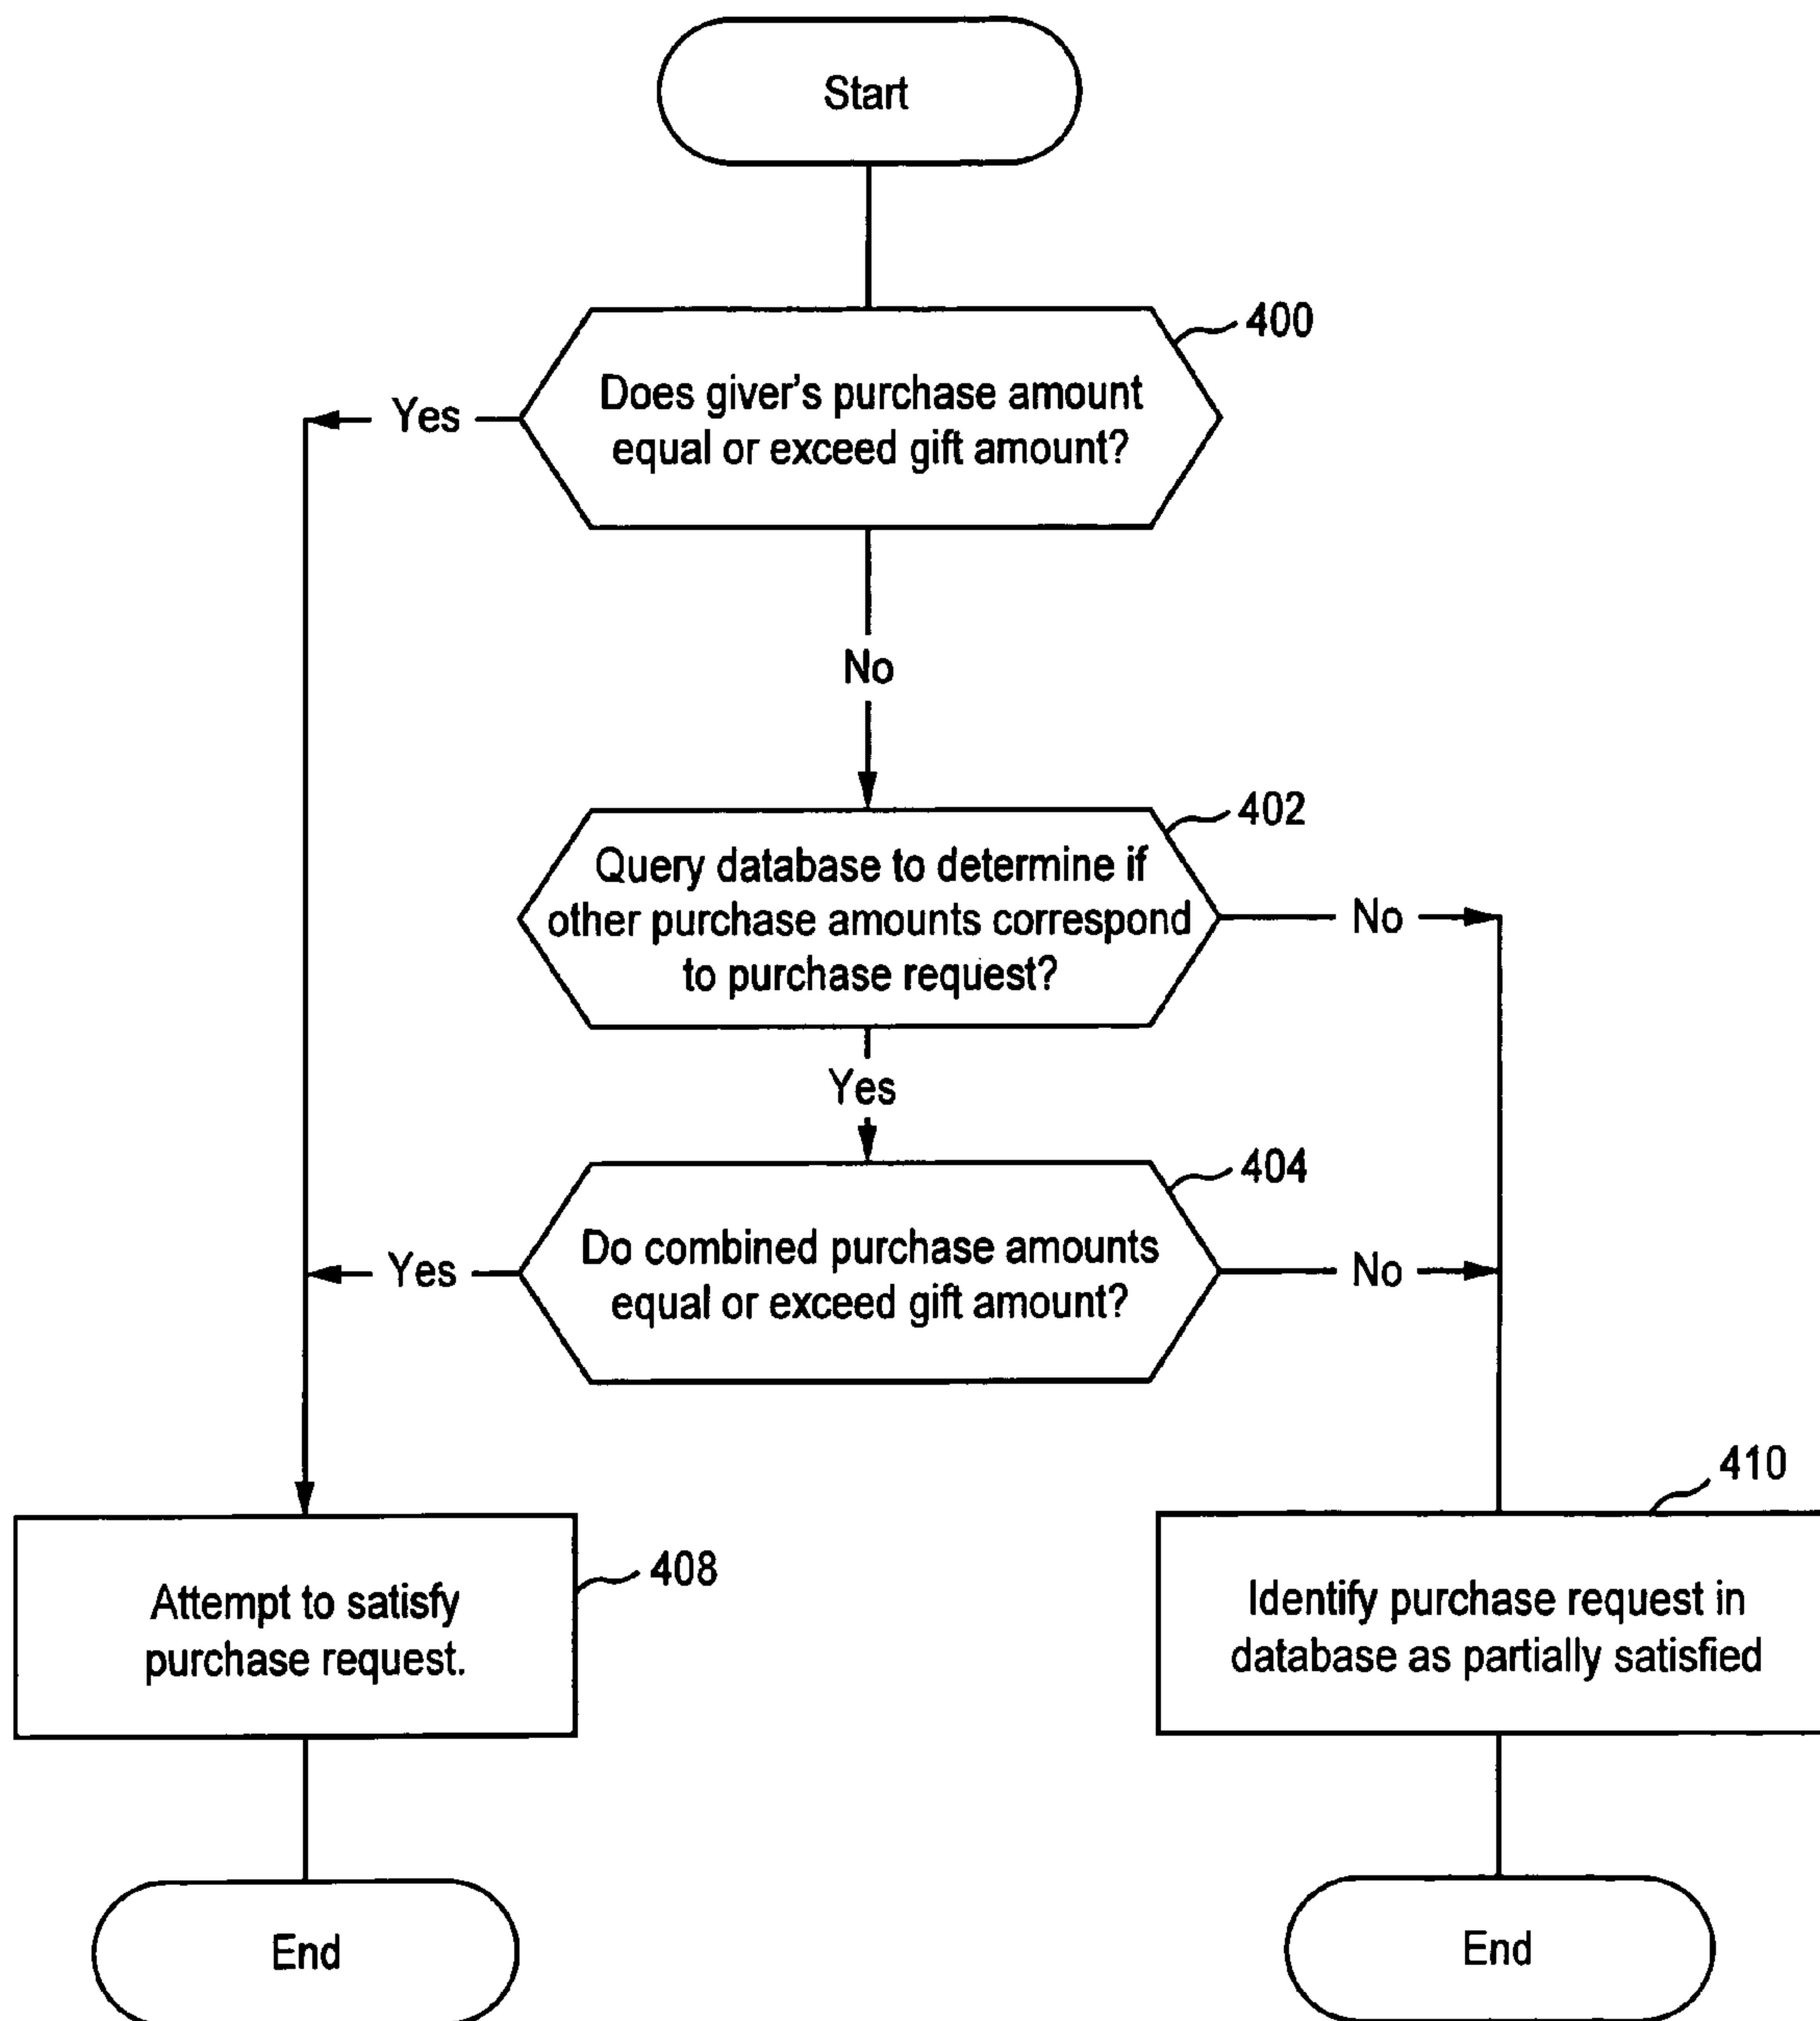 Start
400
Does giver's purchase amount
equal or exceed gift amount?
Yes
No
402
Query database to determine if
other purchase amounts correspond
to purchase request?
No
Yes
404
Do combined purchase amounts
equal or exceed gift amount?
Yes
No
408
Attempt to satisfy
purchase request.
410
Identify purchase request in
database as partially satisfied
End
End